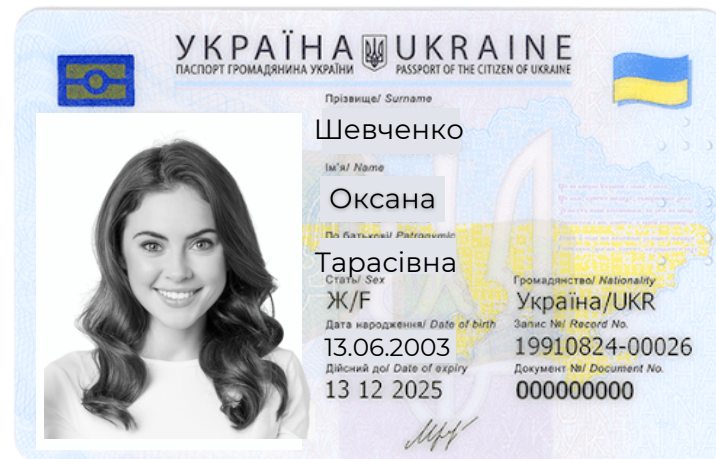 УКРАЇНА UKRAINE
ПАСПОРТ ГРОМАДЯНИНА УКРАЇНИ PASSPORT OF THE CITIZEN OF UKRAINE
Прізвище/ Surname
Шевченко
Ім'я/ Name
Оксана
По батькові/ Patronymic
Тарасівна
Стать/ Sex Громадянство/ Nationality
Ж/F Україна/UKR
Дата народження/ Date of birth Запис №/ Record No.
13.06.2003 19910824-00026
Дійсний до/ Date of expiry Документ №/ Document No.
13 12 2025 000000000